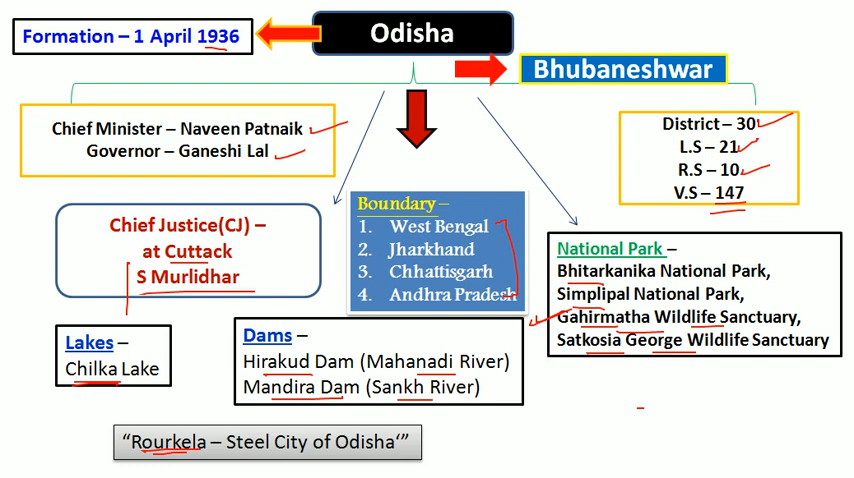 Odisha
Formation – 1 April 1936
Bhubaneshwar
Chief Minister – Naveen Patnaik
Governor – Ganeshi Lal
District – 30
L.S – 21
R.S – 10
V.S – 147
Chief Justice(CJ) –
at Cuttack
S Murlidhar
Boundary –
1. West Bengal
2. Jharkhand
3. Chhattisgarh
4. Andhra Pradesh
National Park –
Bhitarkanika National Park,
Simplipal National Park,
Gahirmatha Wildlife Sanctuary,
Satkosia George Wildlife Sanctuary
Lakes –
Chilka Lake
Dams –
Hirakud Dam (Mahanadi River)
Mandira Dam (Sankh River)
“Rourkela – Steel City of Odisha‘”